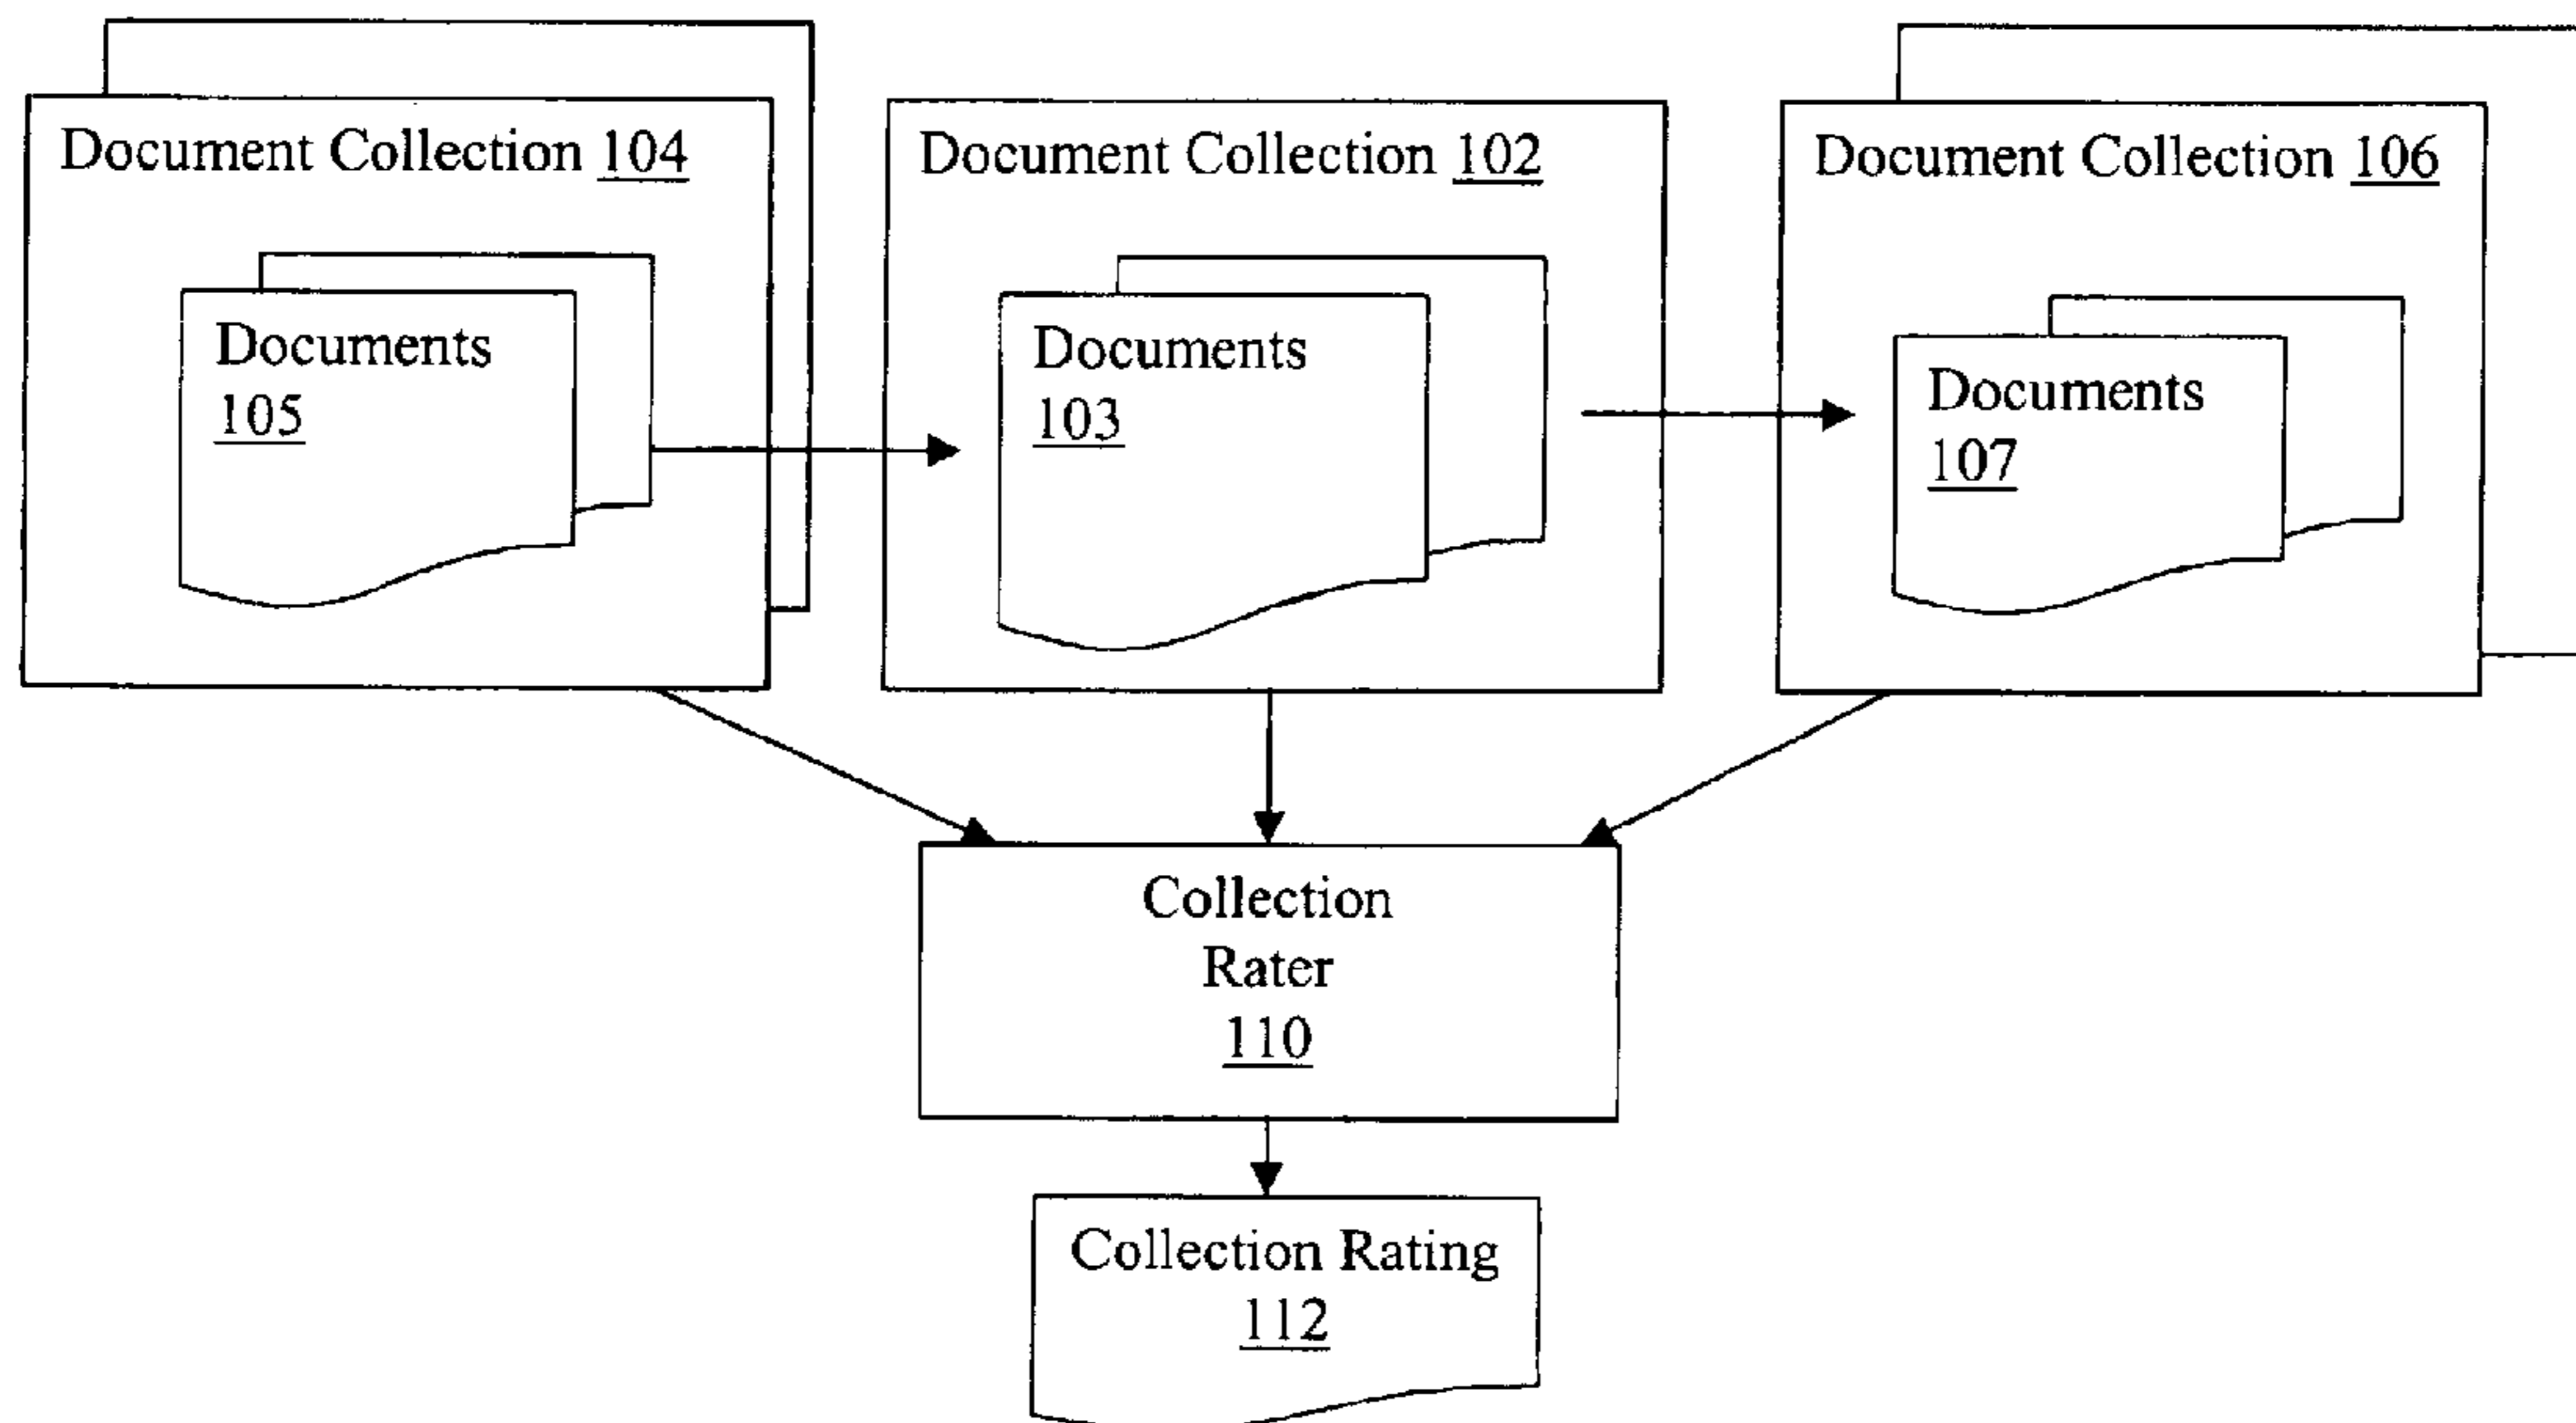 Document Collection 104
Documents
105
Document Collection 102
Documents
103
Document Collection 106
Documents
107
Collection
Rater
110
Collection Rating
112